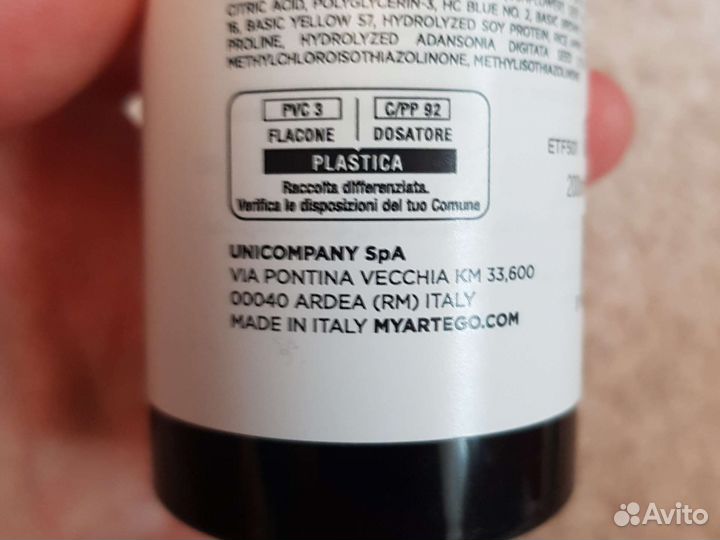 CITRIC ACID, POLYGLYCERIN-3, HC BLUE NO. 2, BASIC
16, BASIC YELLOW 57, HYDROLYZED SOY PROTEIN,
PROLINE, HYDROLYZED ADANSONIA DIGITATA SEED
METHYLCHLOROISOTHIAZOLINONE, METHYLISOTHIAZOLINONE
PVC 3 C/PP 92
FLACONE DOSATORE
PLASTICA
Raccolta differenziata.
Verifica le disposizioni del tuo Comune
UNICOMPANY SpA
VIA PONTINA VECCHIA KM 33,600
00040 ARDEA (RM) ITALY
MADE IN ITALY MYARTEGO.COM
Avito